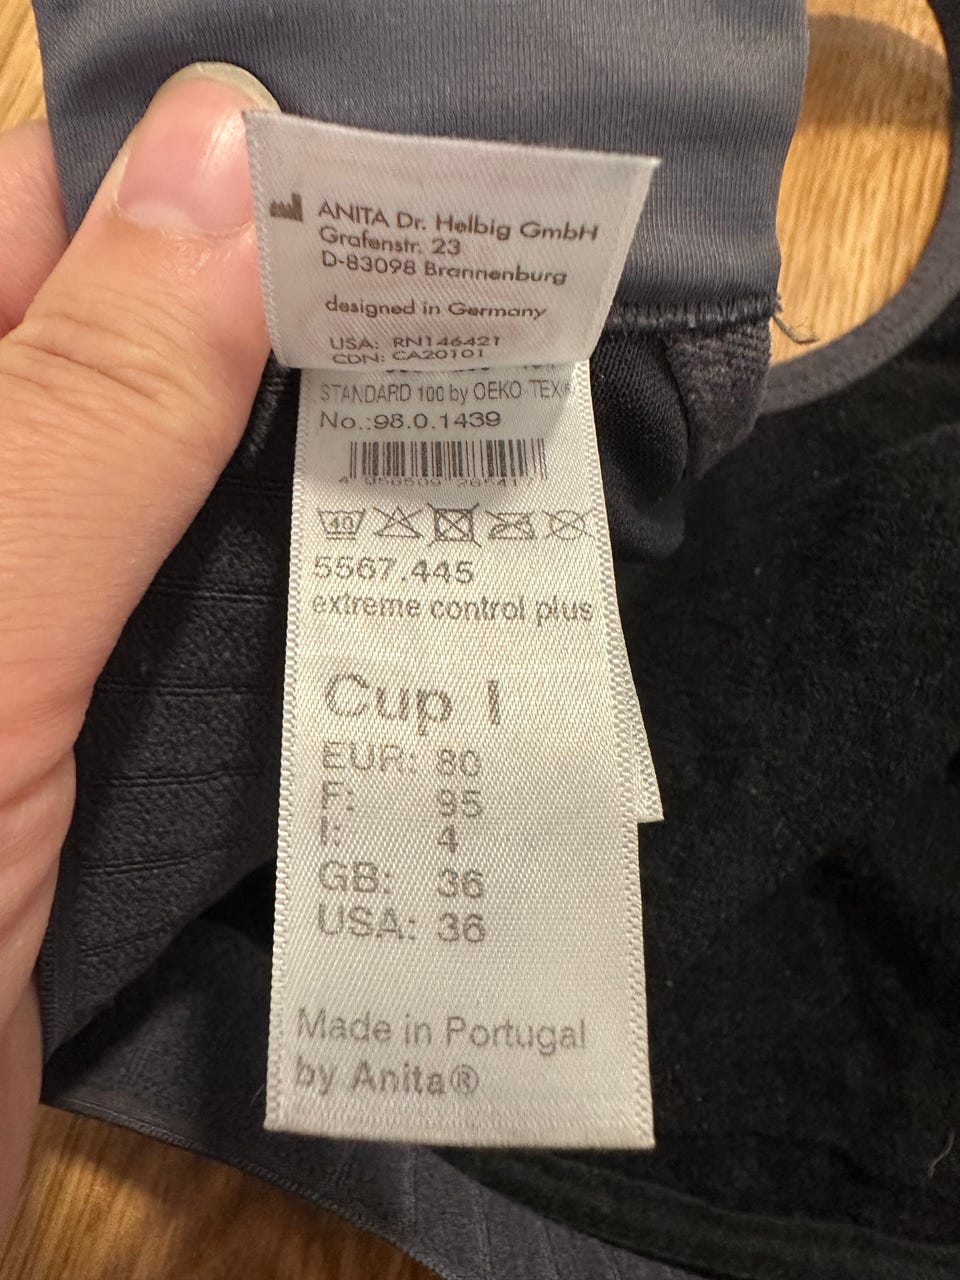 ANITA Dr. Helbig GmbH
Grafenstr. 23
D-83098 Brannenburg
designed in Germany
USA: RN146421
CDN: CA20101
STANDARD 100 by OEKO-TEX®
No.:98.0.1439
40
5567.445
extreme control plus
Cup I
EUR: 80
F: 95
I: 4
GB: 36
USA: 36
Made in Portugal
by Anita®